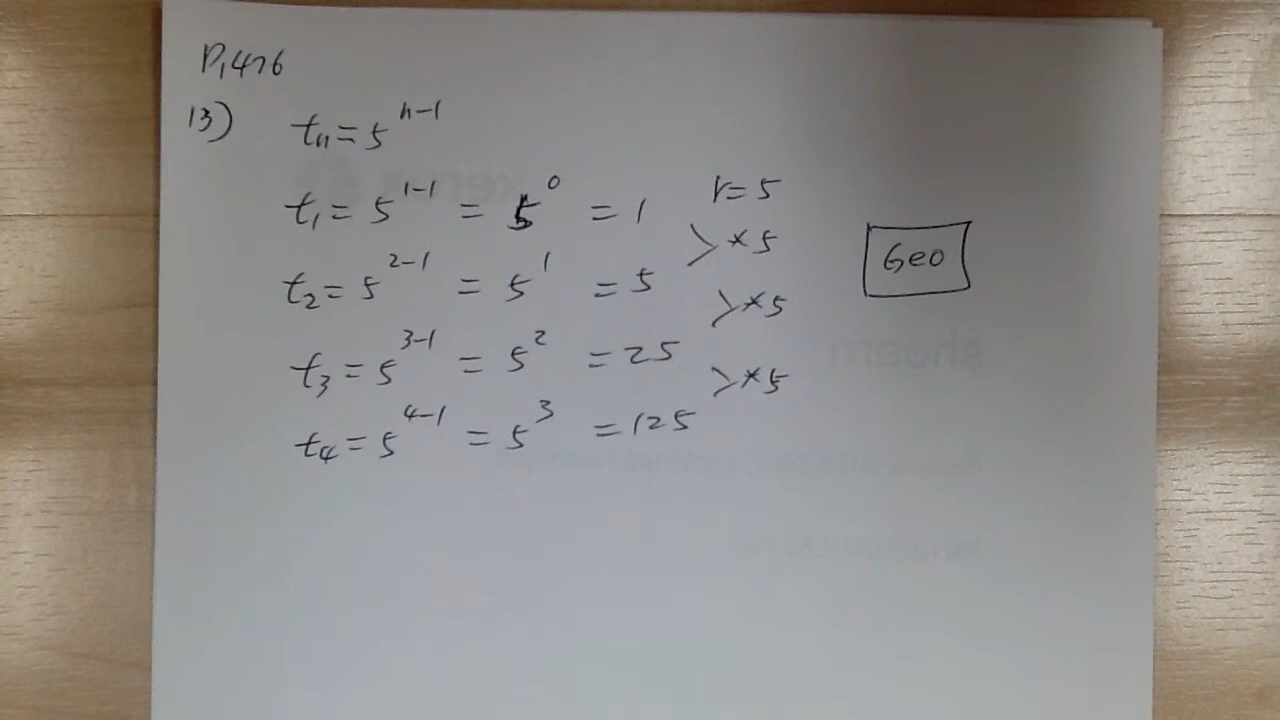 P,476
13) tn = 5^(n-1)
t₁ = 5^(1-1) = 5^0 = 1 r = 5
> × 5
Geo
t₂ = 5^(2-1) = 5^1 = 5
> × 5
t₃ = 5^(3-1) = 5^2 = 25
> × 5
t₄ = 5^(4-1) = 5^3 = 125